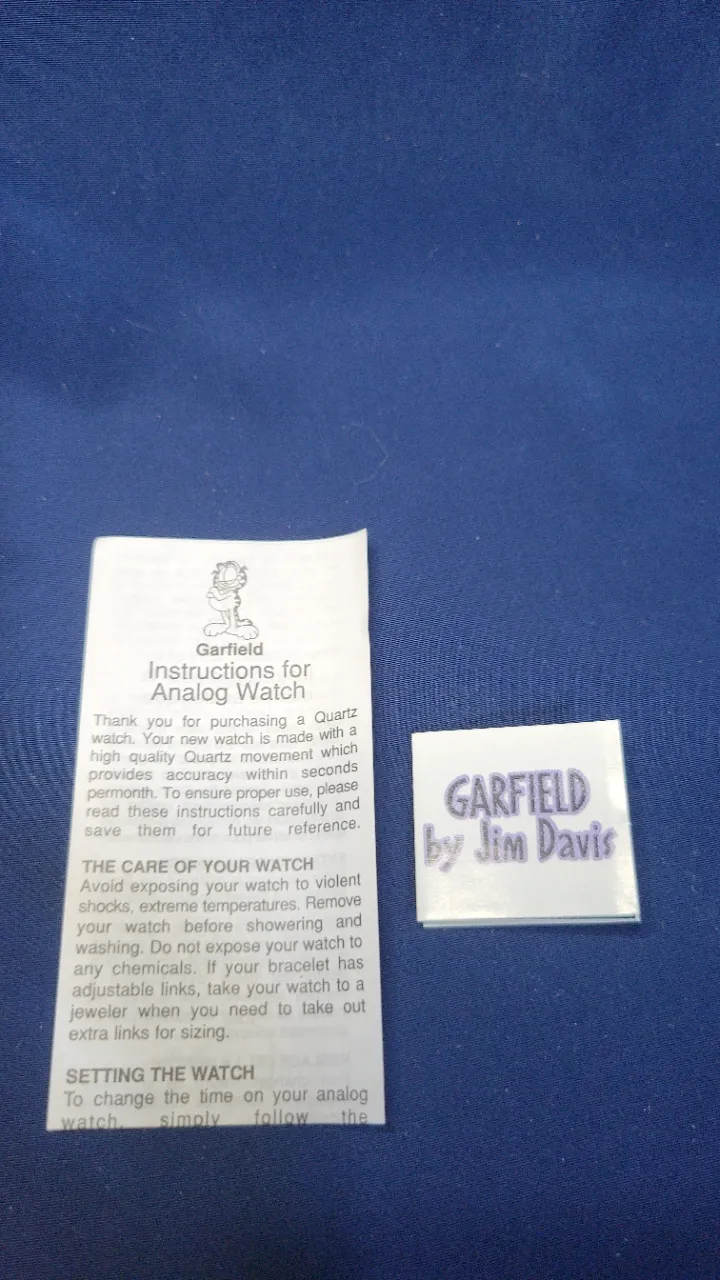 Garfield
Instructions for
Analog Watch
Thank you for purchasing a Quartz
watch. Your new watch is made with a
high quality Quartz movement which
provides accuracy within seconds
permonth. To ensure proper use, please
read these instructions carefully and
save them for future reference.
THE CARE OF YOUR WATCH
Avoid exposing your watch to violent
shocks, extreme temperatures. Remove
your watch before showering and
washing. Do not expose your watch to
any chemicals. If your bracelet has
adjustable links, take your watch to a
jeweler when you need to take out
extra links for sizing.
SETTING THE WATCH
To change the time on your analog
watch, simply follow the
GARFIELD
by Jim Davis